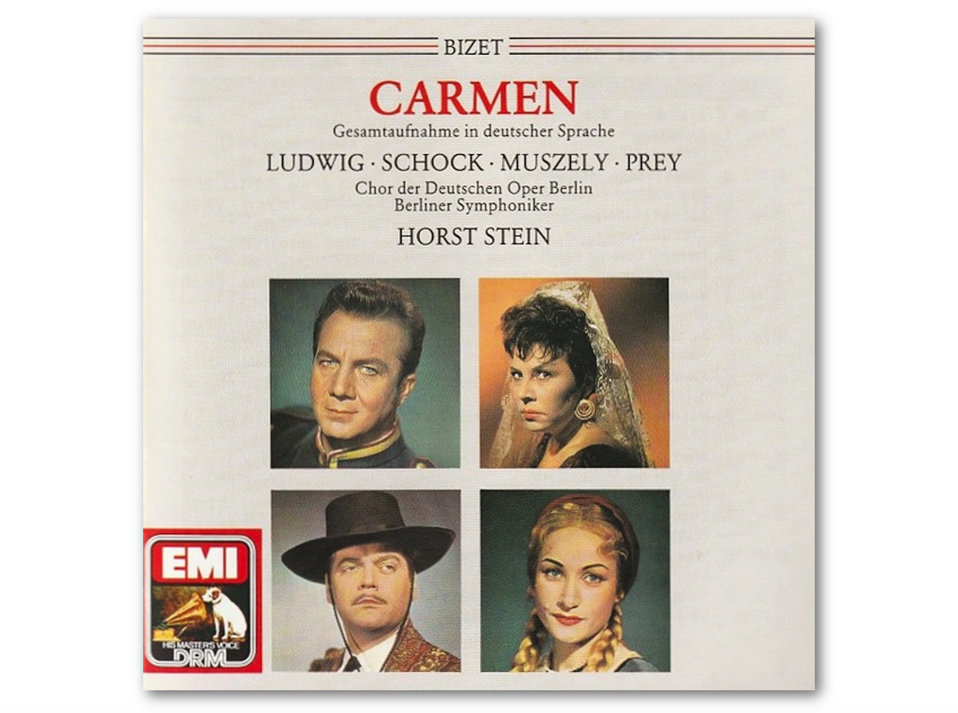 BIZET
CARMEN
Gesamtaufnahme in deutscher Sprache
LUDWIG · SCHOCK · MUSZELY · PREY
Chor der Deutschen Oper Berlin
Berliner Symphoniker
HORST STEIN
EMI
HIS MASTER'S VOICE
DRM